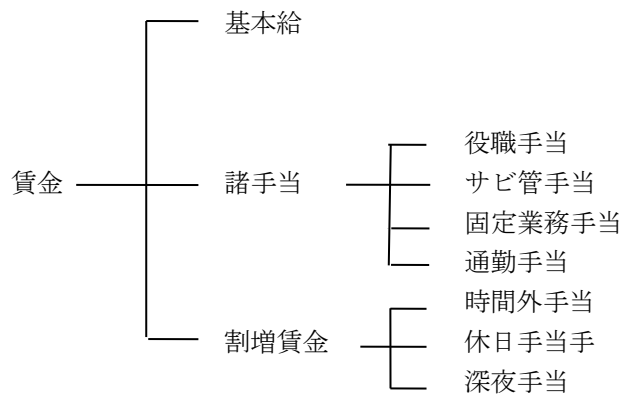 基本給
役職手当
賃金 諸手当 サビ管手当
固定業務手当
通勤手当
時間外手当
割増賃金 休日手当手
深夜手当